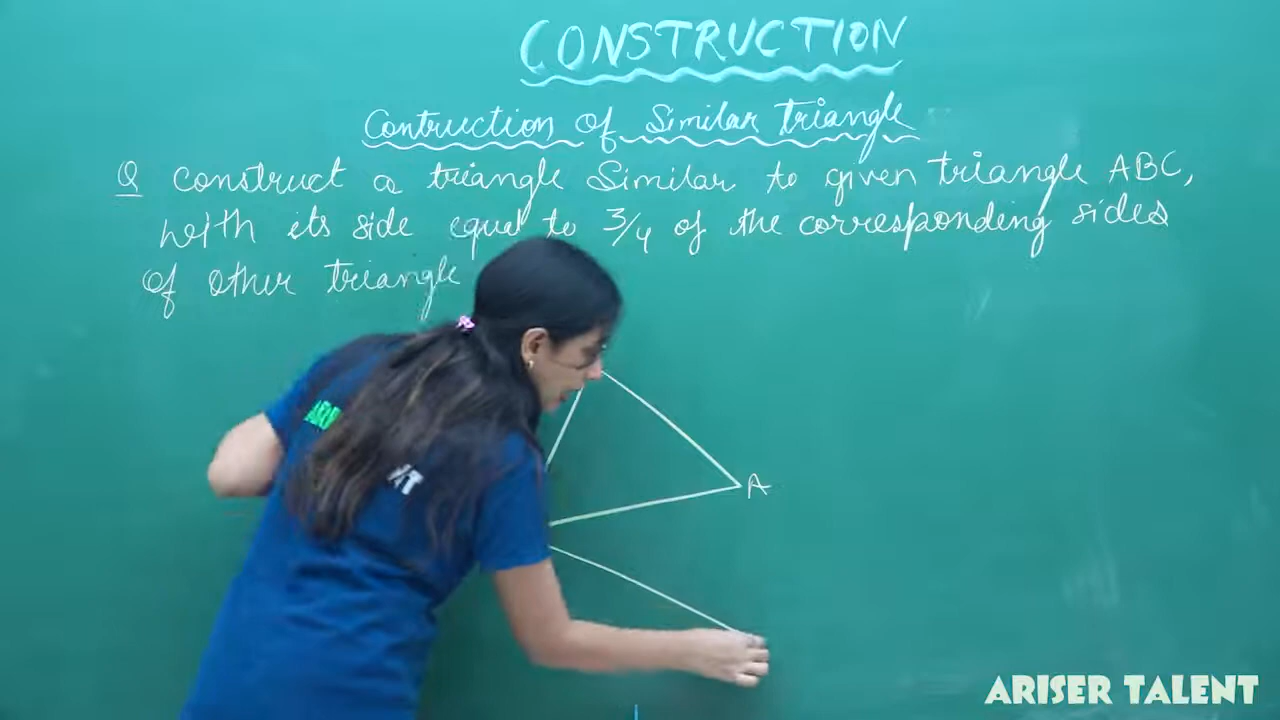 CONSTRUCTION
Contruction of Similar Triangle
Q construct a triangle Similar to given triangle ABC,
with its side equal to 3/4 of the corresponding sides
of other triangle
A
ARISER TALENT